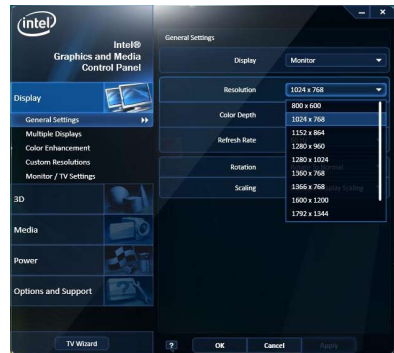 intel
Intel®
Graphics and Media
Control Panel
Display
General Settings
Multiple Displays
Color Enhancement
Custom Resolutions
Monitor / TV Settings
3D
Media
Power
Options and Support
TV Wizard
General Settings
Display
Monitor
Resolution
1024 x 768
800 x 600
1024 x 768
Color Depth
1152 x 864
1280 x 960
Refresh Rate
1280 x 1024
1360 x 768
Rotation
1366 x 768
Scaling
1600 x 1200
1792 x 1344
?
OK
Cancel
Apply